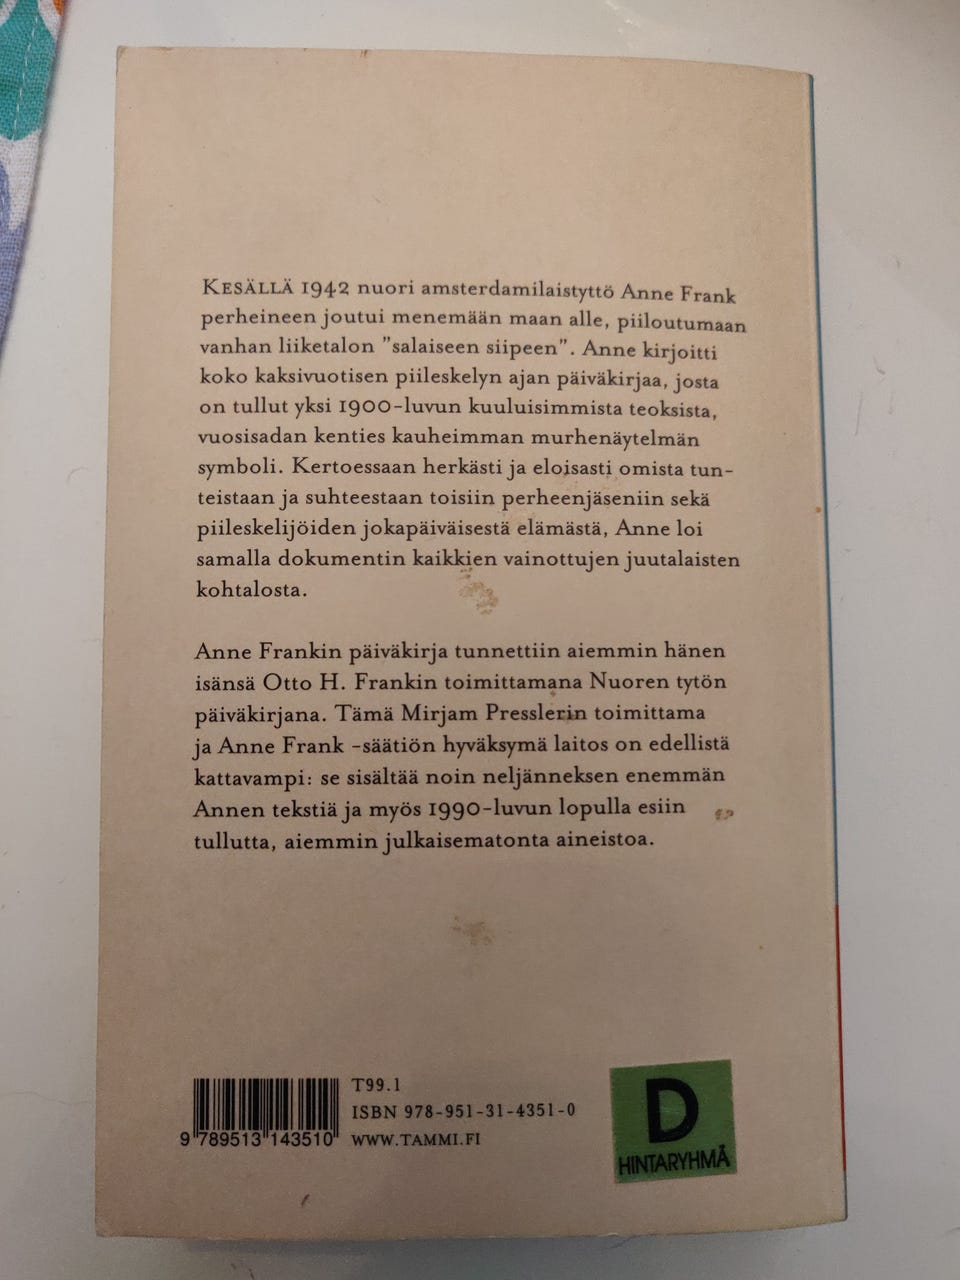 KESÄLLÄ 1942 nuori amsterdamilaistyttö Anne Frank
perheineen joutui menemään maan alle, piiloutumaan
vanhan liiketalon ”salaiseen siipeen”. Anne kirjoitti
koko kaksivuotisen piileskelyn ajan päiväkirjaa, josta
on tullut yksi 1900-luvun kuuluisimmista teoksista,
vuosisadan kenties kauheimman murhenäytelmän
symboli. Kertoessaan herkästi ja eloisasti omista tun-
teistaan ja suhteestaan toisiin perheenjäseniin sekä
piileskelijöiden jokapäiväisestä elämästä, Anne loi
samalla dokumentin kaikkien vainottujen juutalaisten
kohtalosta.
Anne Frankin päiväkirja tunnettiin aiemmin hänen
isänsä Otto H. Frankin toimittamana Nuoren tytön
päiväkirjana. Tämä Mirjam Presslerin toimittama
ja Anne Frank -säätiön hyväksymä laitos on edellistä
kattavampi: se sisältää noin neljänneksen enemmän
Annen tekstiä ja myös 1990-luvun lopulla esiin
tullutta, aiemmin julkaisematonta aineistoa.
T99.1
ISBN 978-951-31-4351-0
WWW.TAMMI.FI
9 789513 143510
D
HINTARYHMÄ